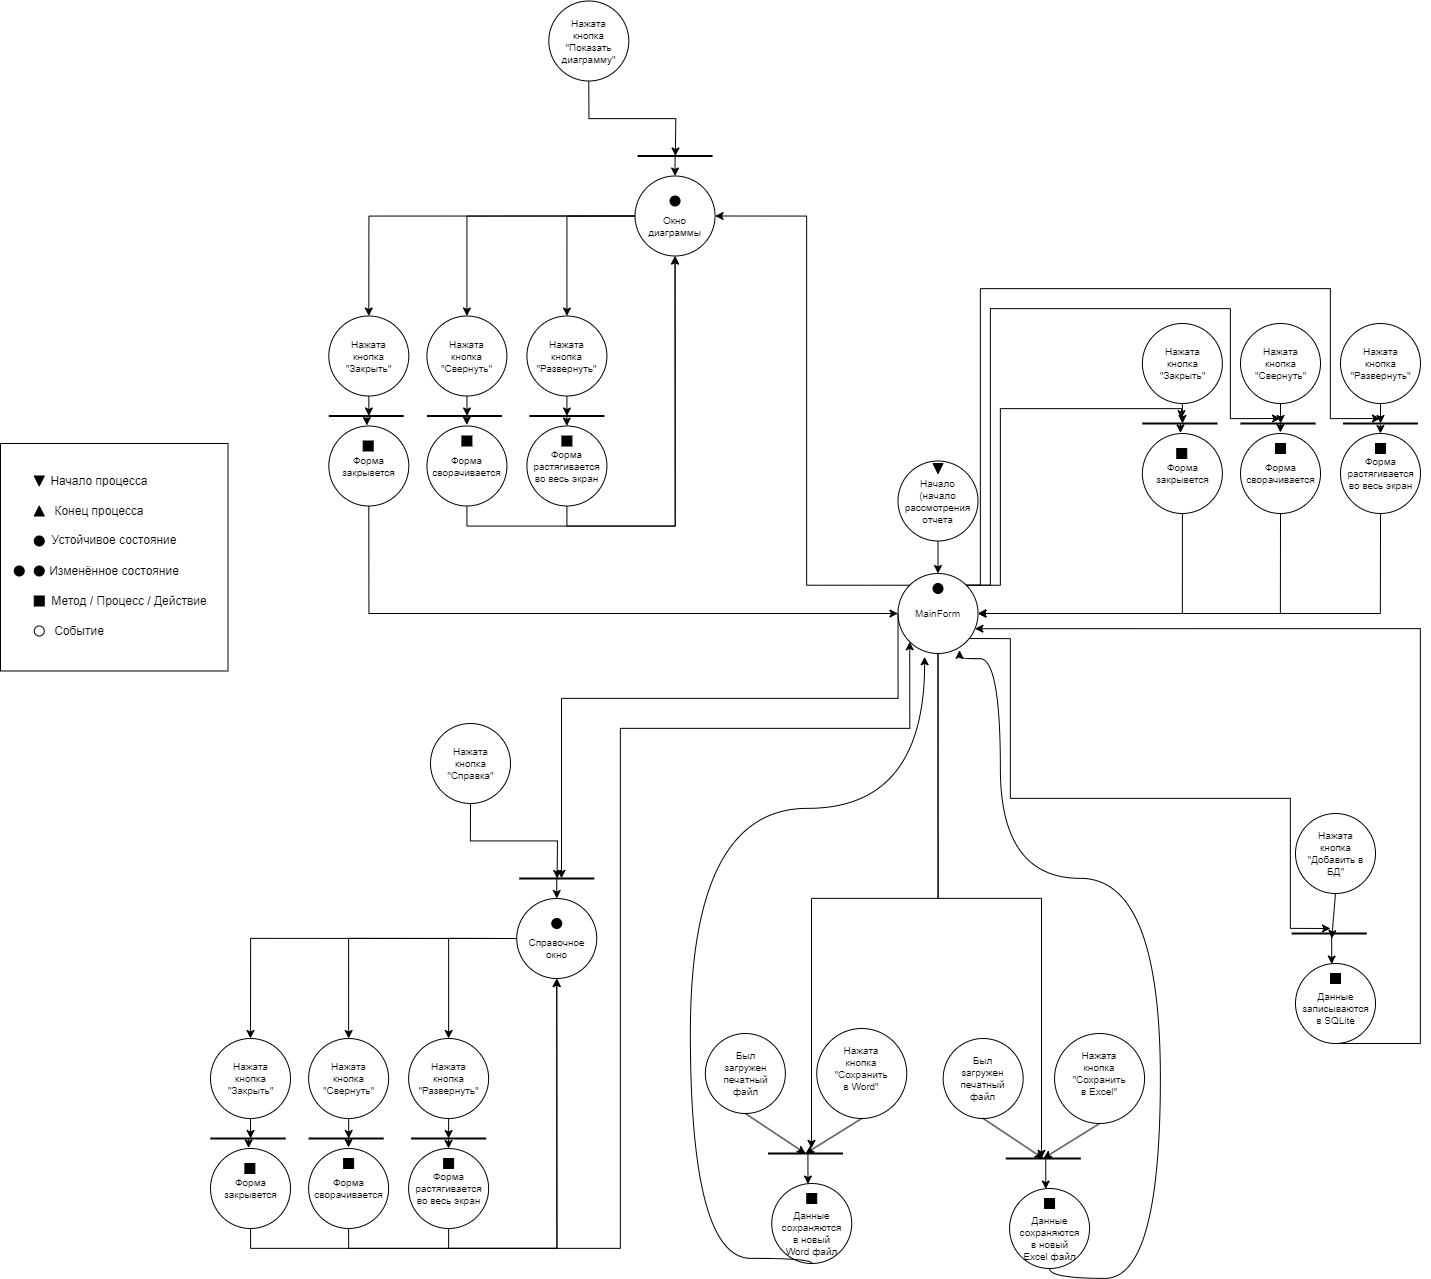 Нажата
кнопка
"Показать
диаграмму"
Окно
диаграммы
Нажата
кнопка
"Закрыть"
Нажата
кнопка
"Свернуть"
Нажата
кнопка
"Развернуть"
Форма
закрывется
Форма
сворачивается
Форма
растягивается
во весь экран
Нажата
кнопка
"Закрыть"
Нажата
кнопка
"Свернуть"
Нажата
кнопка
"Развернуть"
Форма
закрывется
Форма
сворачивается
Форма
растягивается
во весь экран
Начало процесса
Конец процесса
Устойчивое состояние
Изменённое состояние
Метод / Процесс / Действие
Событие
Начало
(начало
рассмотрения
отчета
MainForm
Нажата
кнопка
"Справка"
Справочное
окно
Нажата
кнопка
"Закрыть"
Нажата
кнопка
"Свернуть"
Нажата
кнопка
"Развернуть"
Форма
закрывется
Форма
сворачивается
Форма
растягивается
во весь экран
Был
загружен
печатный
файл
Нажата
кнопка
"Сохранить
в Word"
Данные
сохраняются
в новый
Word файл
Был
загружен
печатный
файл
Нажата
кнопка
"Сохранить
в Excel"
Данные
сохраняются
в новый
Excel файл
Нажата
кнопка
"Добавить в
БД"
Данные
записываются
в SQLite